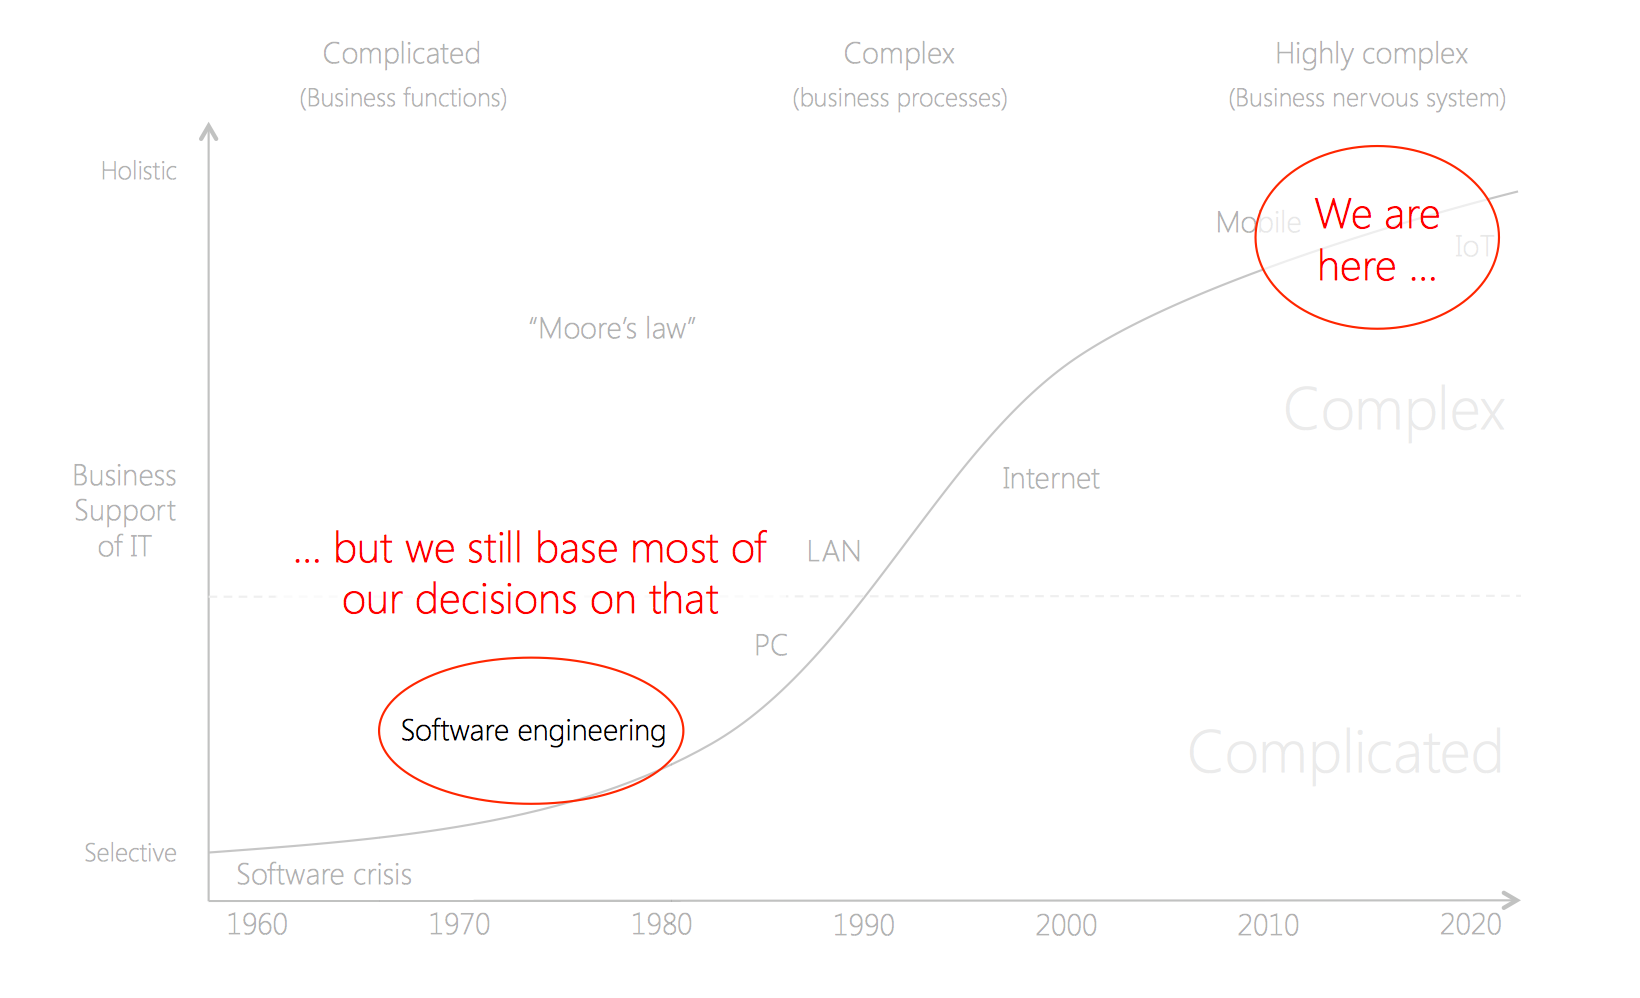 Complicated
(Business functions)
Complex
(business processes)
Highly complex
(Business nervous system)
Holistic
Mobile
We are
here ...
IoT
"Moore's law"
Complex
Business
Support
of IT
Internet
... but we still base most of
our decisions on that
LAN
PC
Software engineering
Complicated
Selective
Software crisis
1960
1970
1980
1990
2000
2010
2020